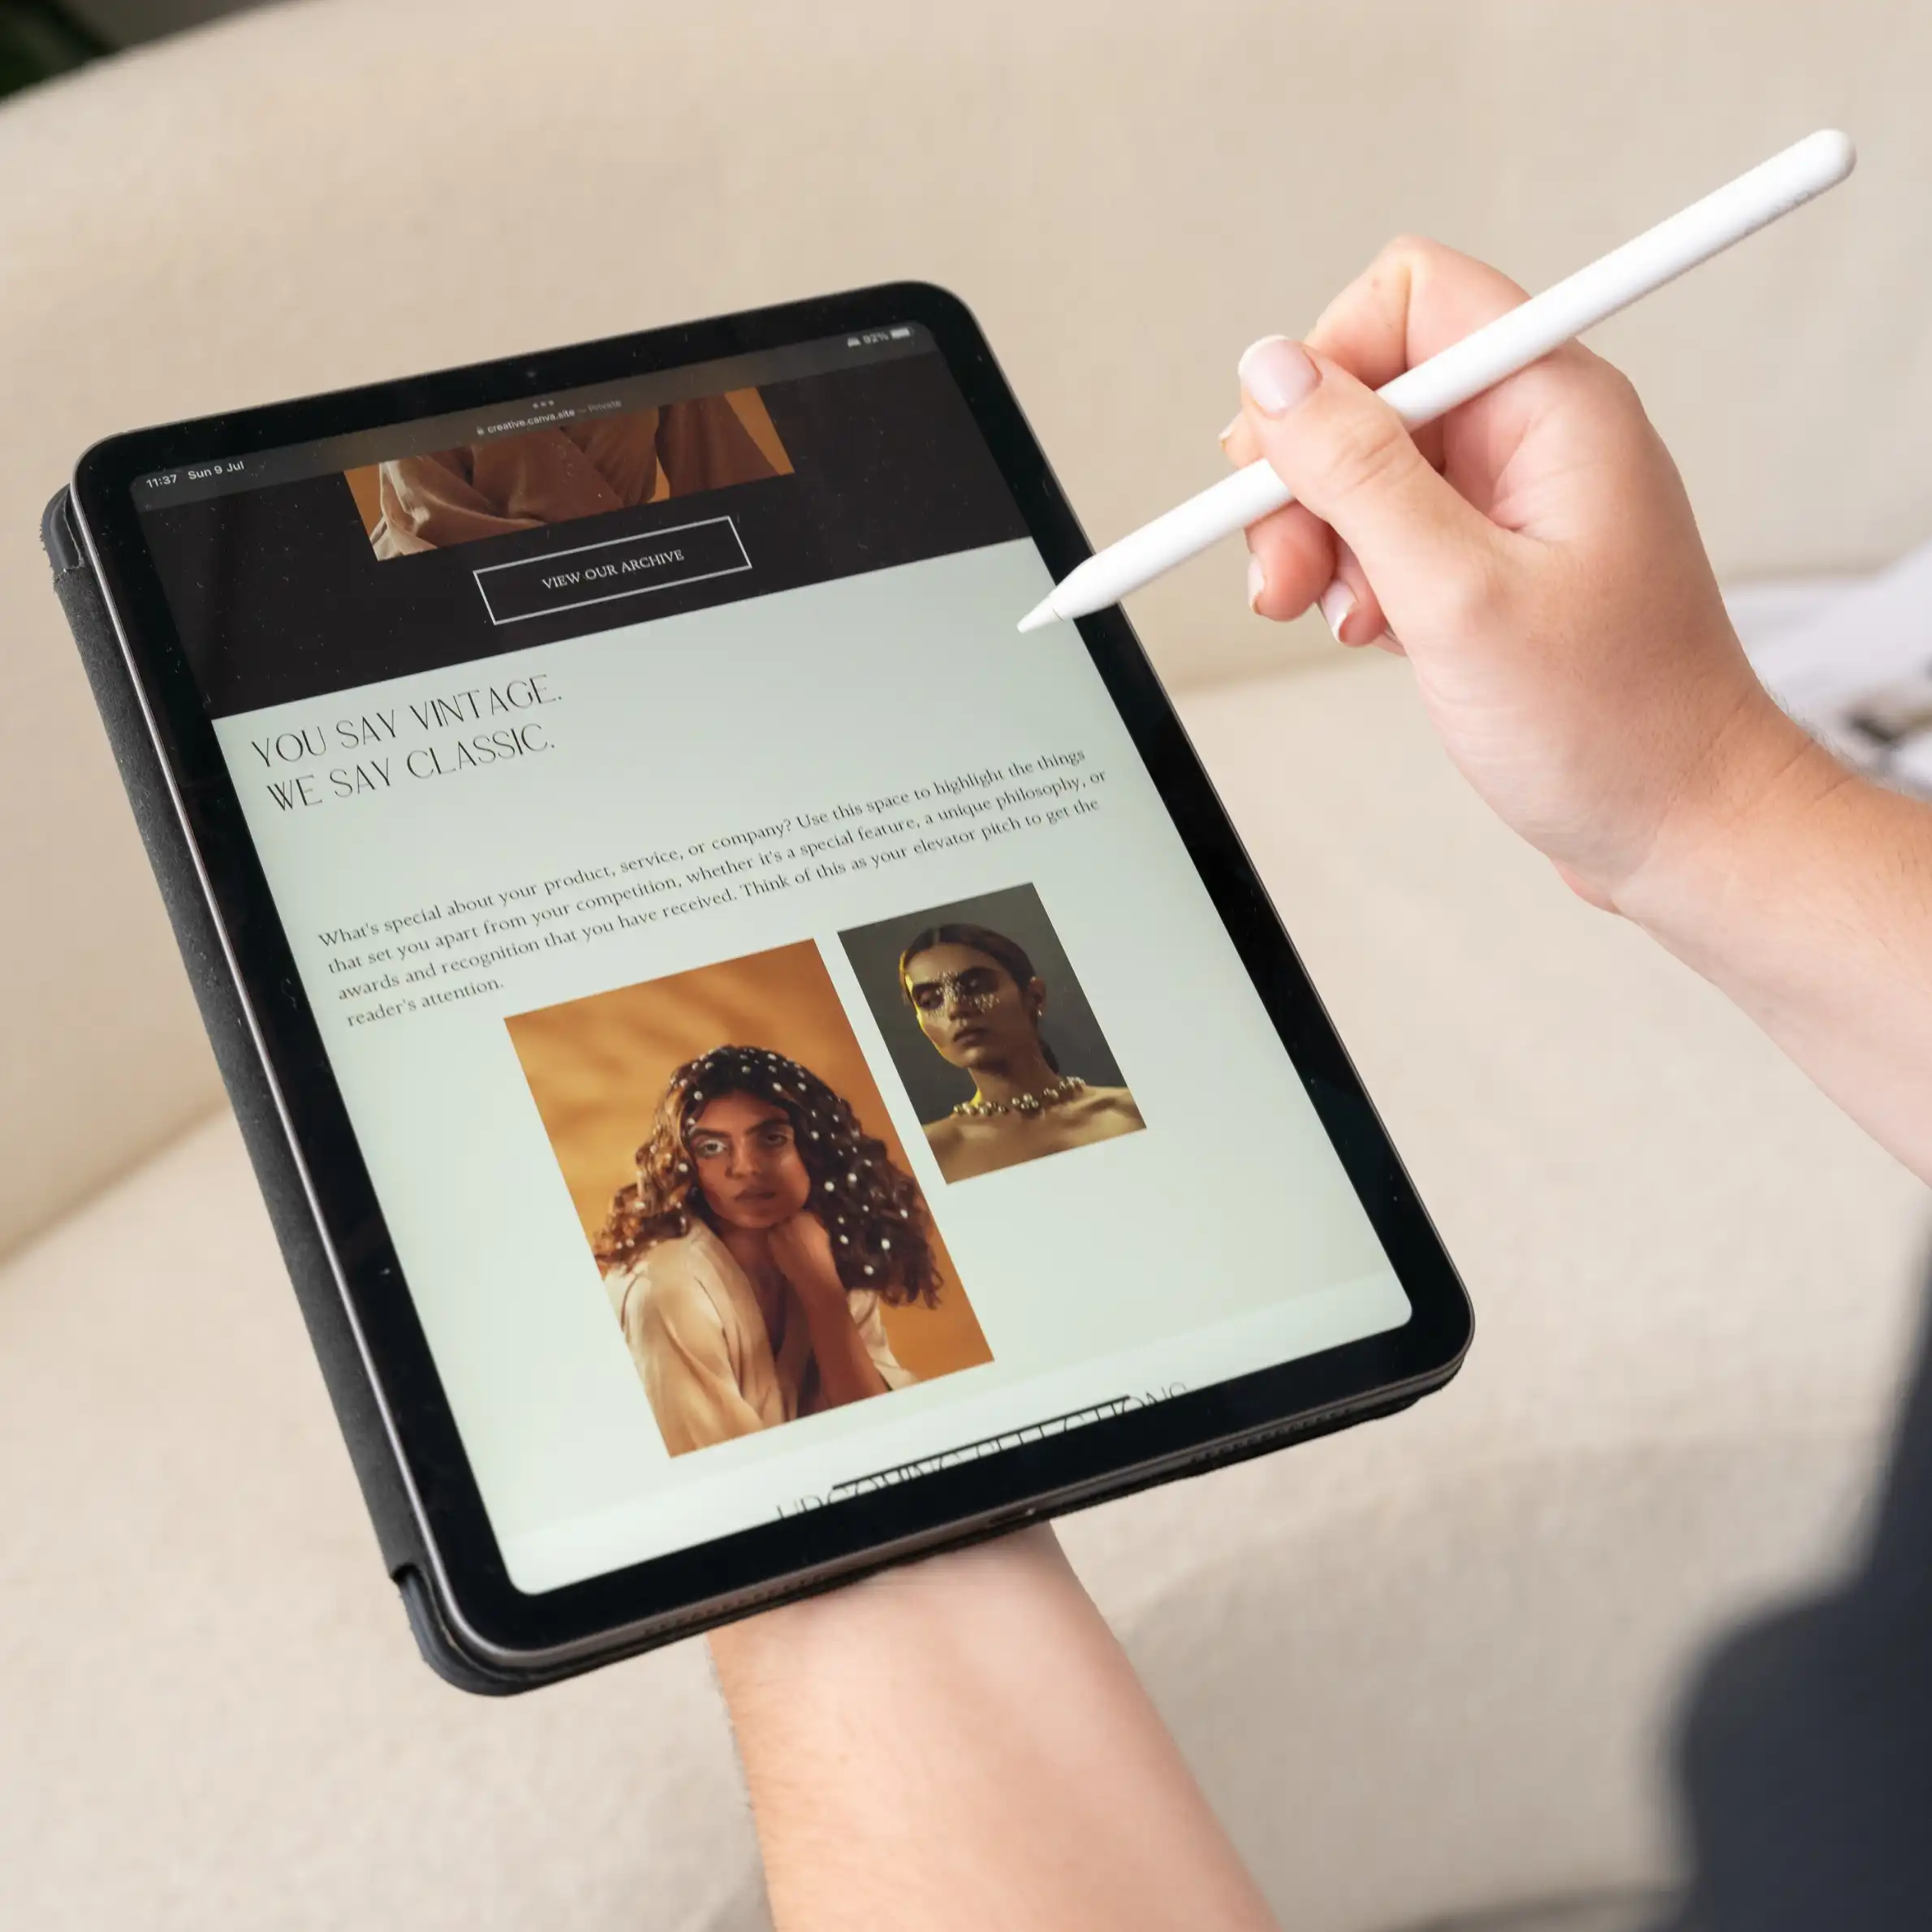 11:37 Sun 9 Jul
92%
creative.canva.site — Private
VIEW OUR ARCHIVE
YOU SAY VINTAGE.
WE SAY CLASSIC.
What's special about your product, service, or company? Use this space to highlight the things
that set you apart from your competition, whether it's a special feature, a unique philosophy, or
awards and recognition that you have received. Think of this as your elevator pitch to get the
reader's attention.